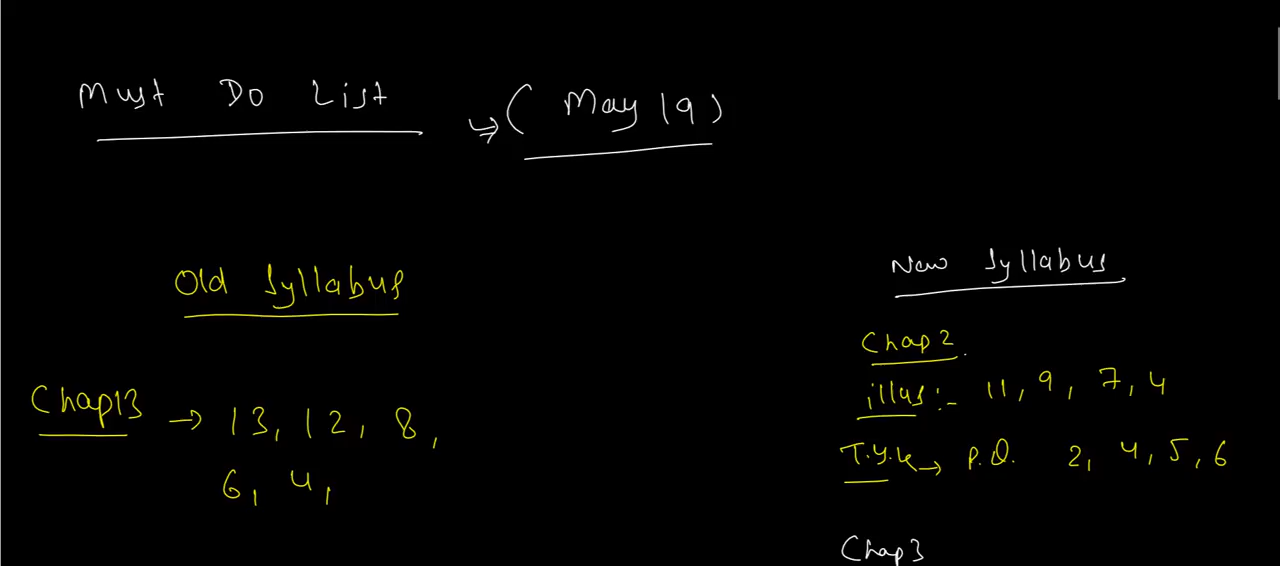 Must Do List
↳ (May 19)
Old Syllabus
Chap13 → 13, 12, 8,
6, 4,
New Syllabus
Chap 2.
illus:- 11, 9, 7, 4
T.Y.K → P.Q. 2, 4, 5, 6
Chap 3